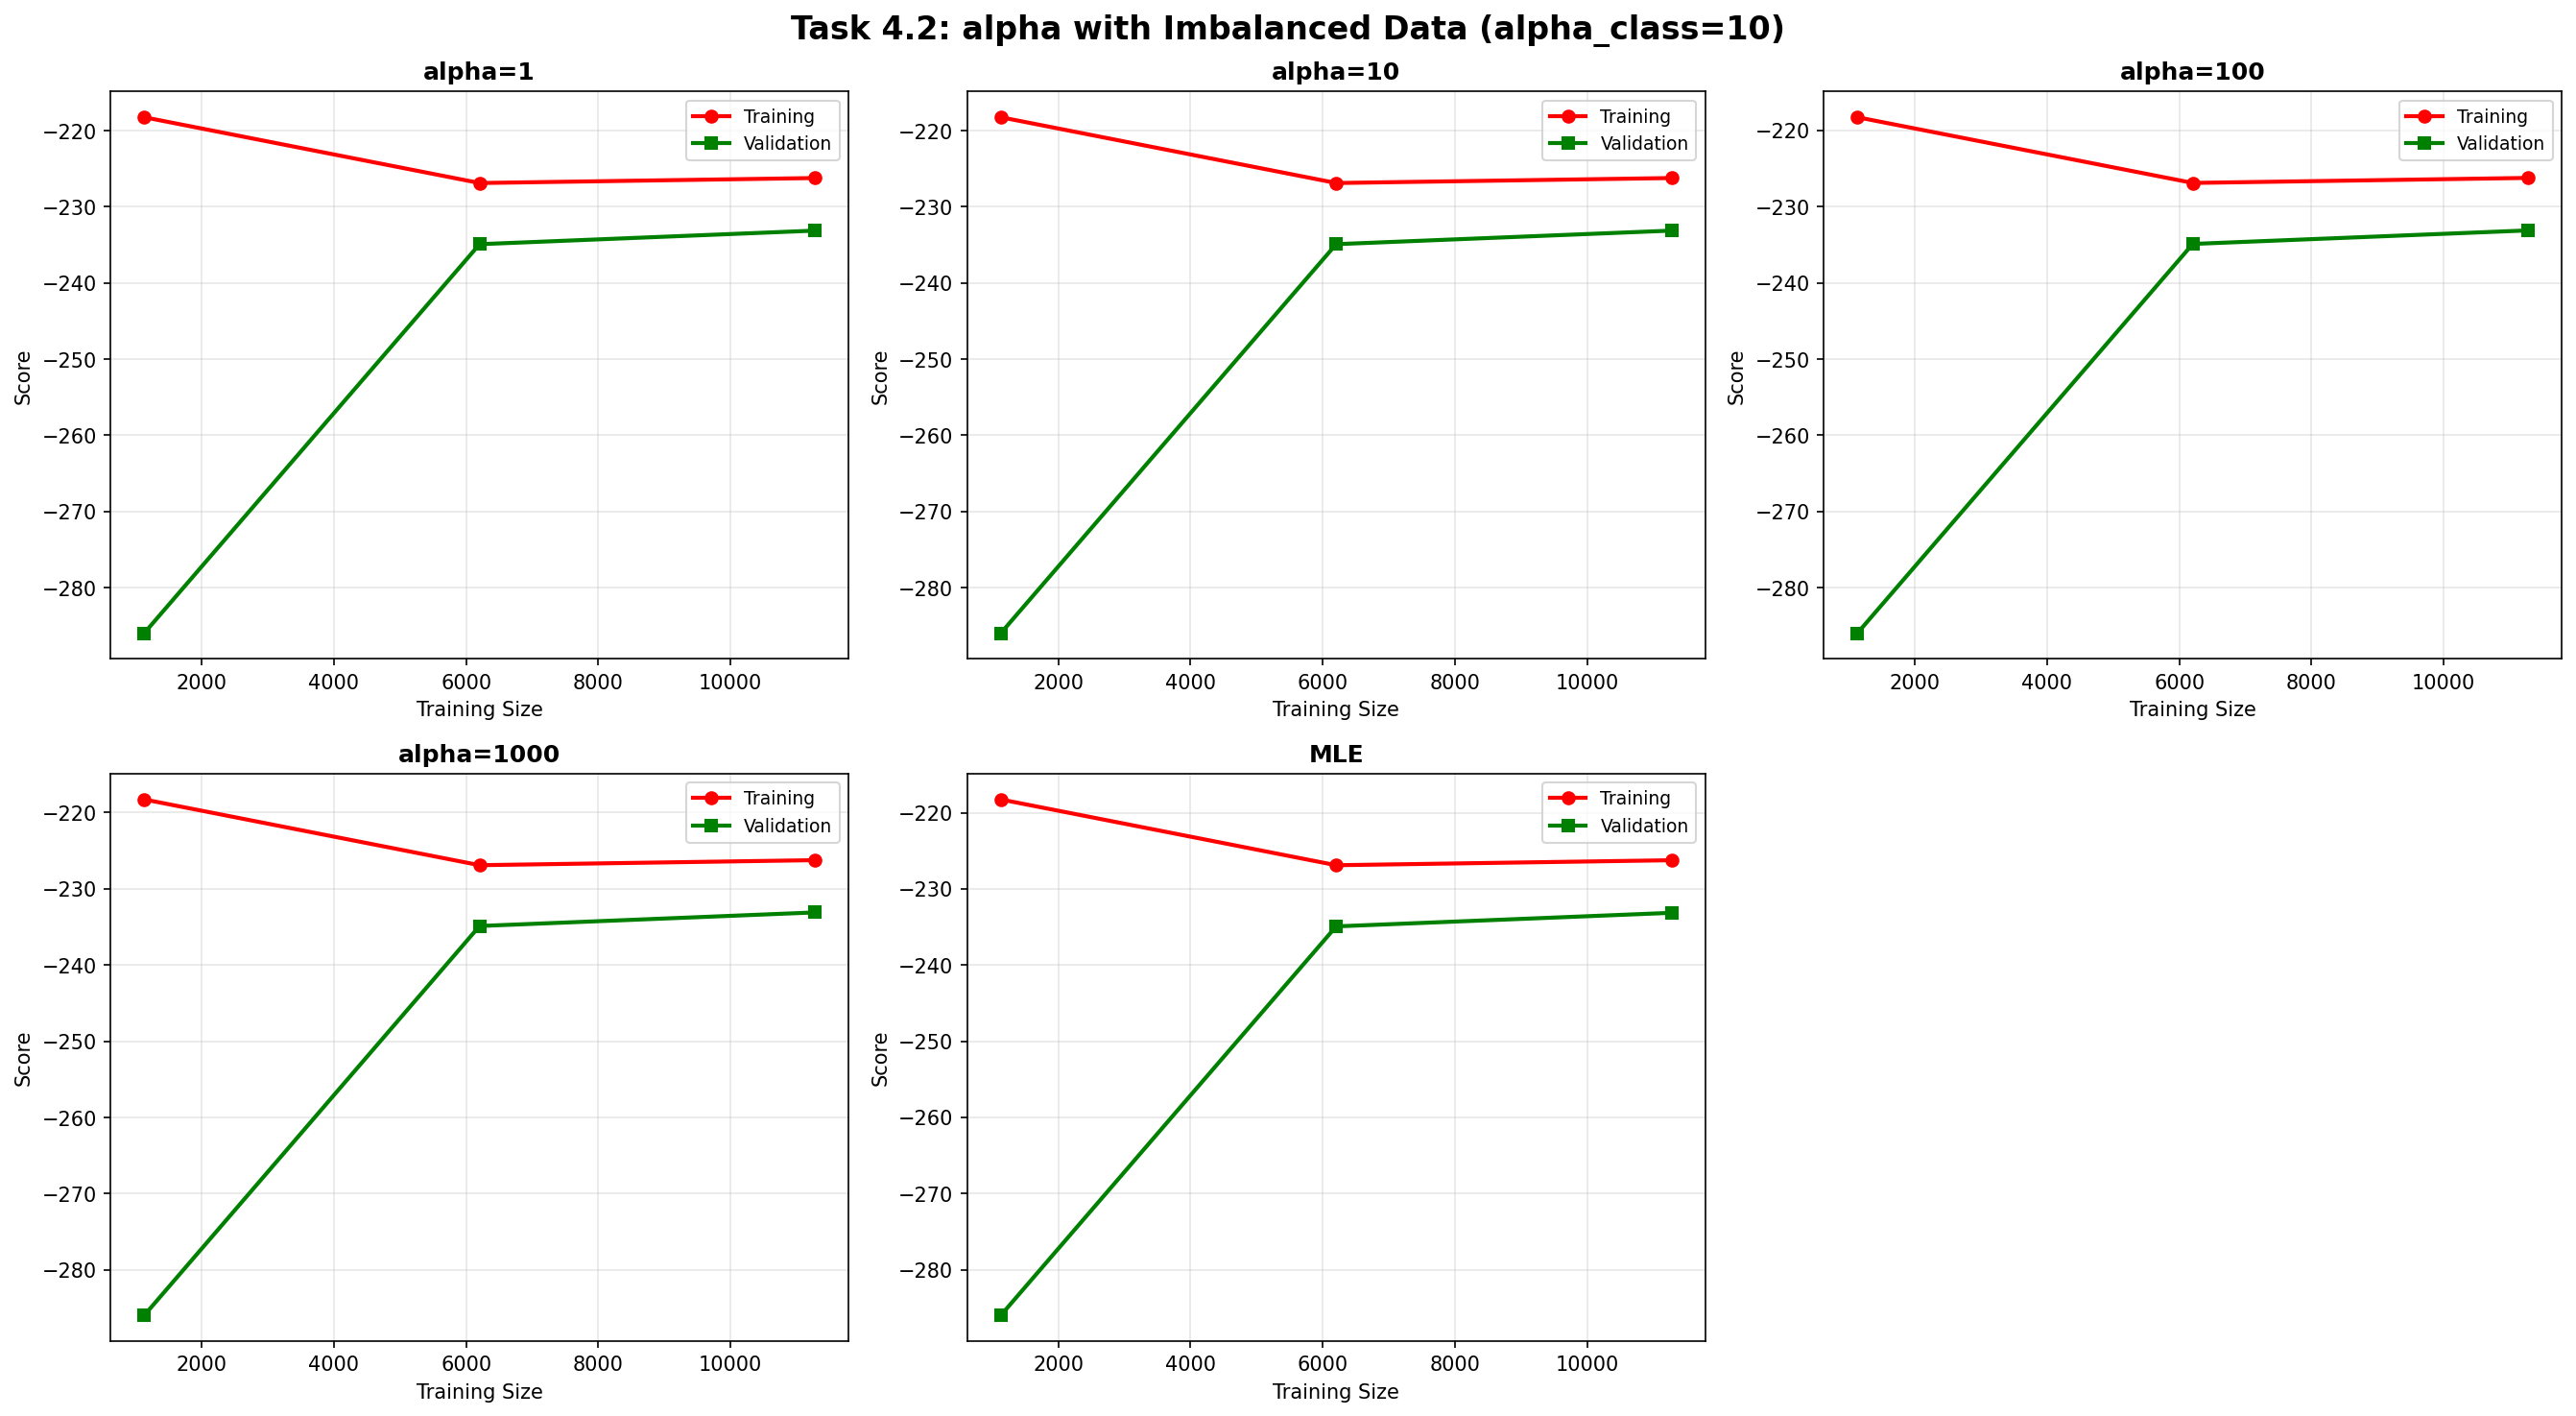 Task 4.2: alpha with Imbalanced Data (alpha_class=10)
alpha=1
Training
Validation
−220
−230
−240
−250
−260
−270
−280
Score
2000 4000 6000 8000 10000
Training Size
alpha=10
Training
Validation
−220
−230
−240
−250
−260
−270
−280
Score
2000 4000 6000 8000 10000
Training Size
alpha=100
Training
Validation
−220
−230
−240
−250
−260
−270
−280
Score
2000 4000 6000 8000 10000
Training Size
alpha=1000
Training
Validation
−220
−230
−240
−250
−260
−270
−280
Score
2000 4000 6000 8000 10000
Training Size
MLE
Training
Validation
−220
−230
−240
−250
−260
−270
−280
Score
2000 4000 6000 8000 10000
Training Size